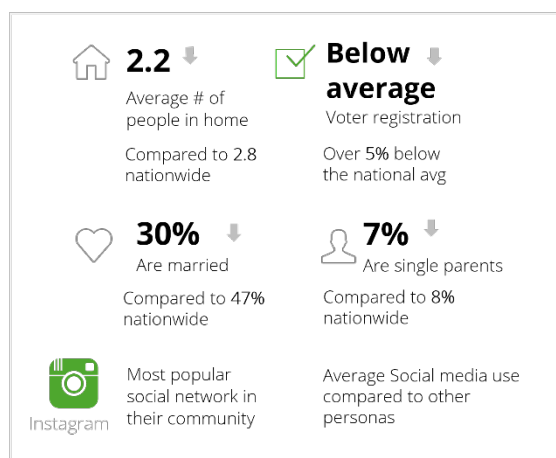 2.2
Average # of
people in home
Compared to 2.8
nationwide
Below
average
Voter registration
Over 5% below
the national avg
30%
Are married
Compared to 47%
nationwide
7%
Are single parents
Compared to 8%
nationwide
Instagram
Most popular
social network in
their community
Average Social media use
compared to other
personas